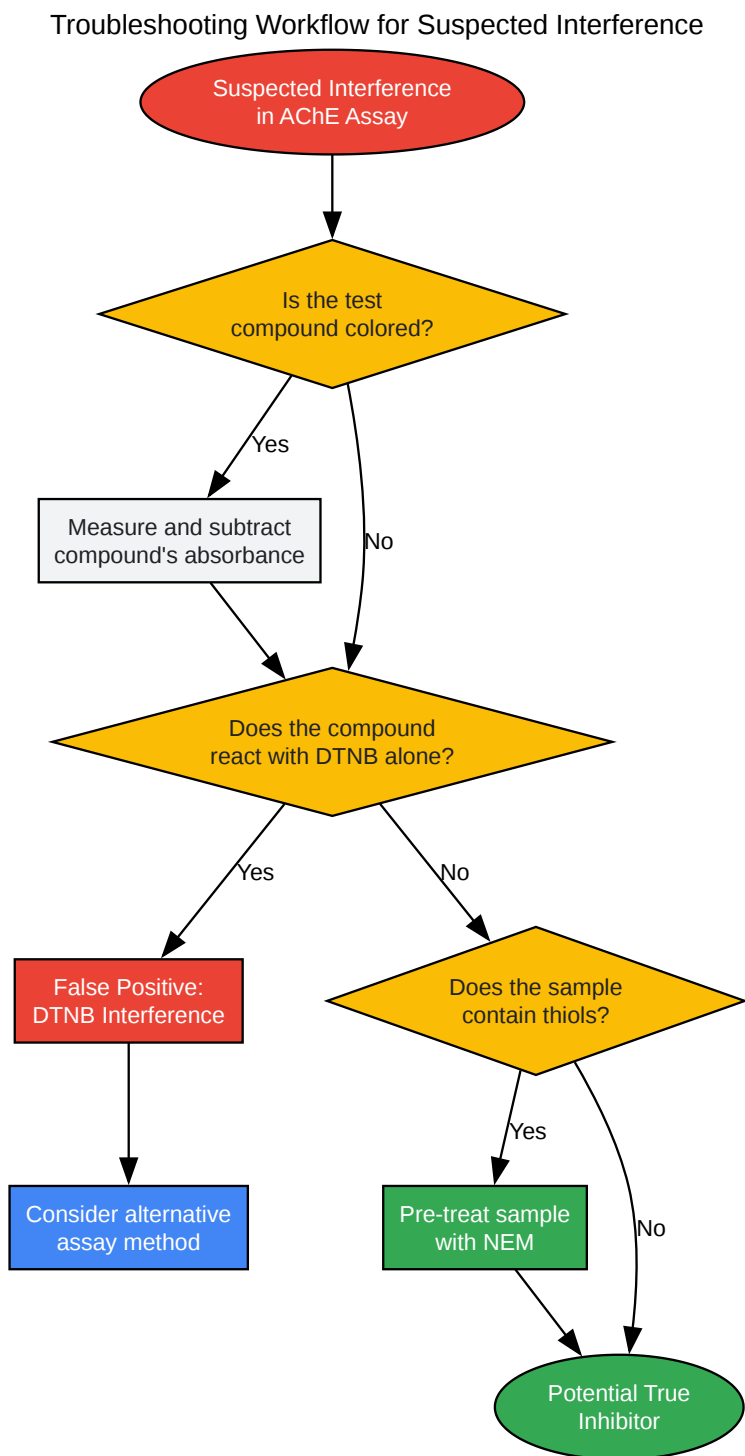 Troubleshooting Workflow for Suspected Interference
Suspected Interference
in AChE Assay
Is the test
compound colored?
Yes
No
Measure and subtract
compound's absorbance
Does the compound
react with DTNB alone?
Yes
No
False Positive:
DTNB Interference
Does the sample
contain thiols?
Yes
No
Consider alternative
assay method
Pre-treat sample
with NEM
Potential True
Inhibitor